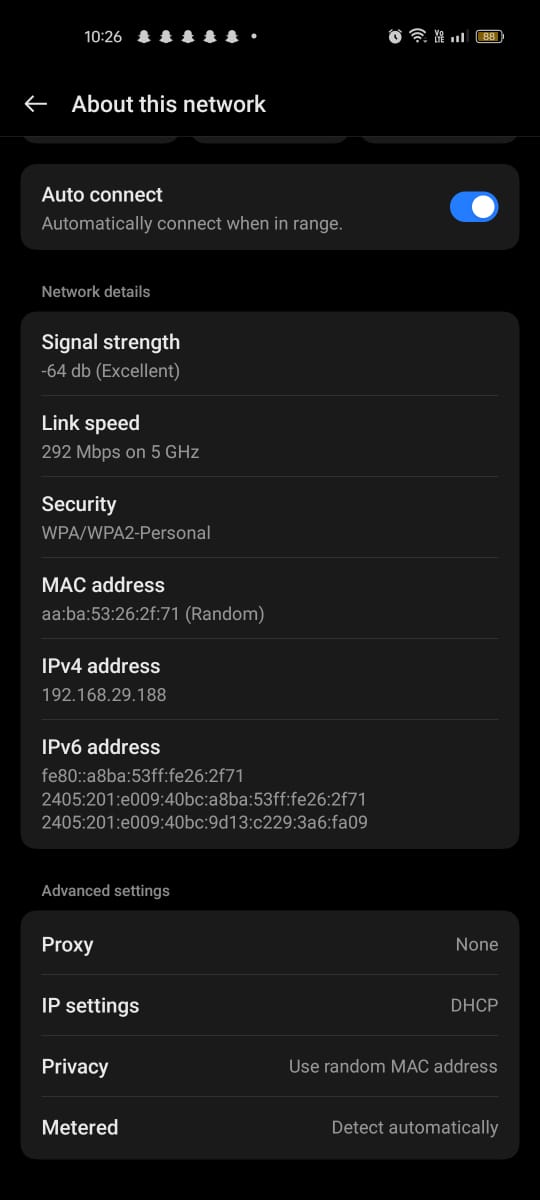 10:26
Vo
LTE
88
About this network
Auto connect
Automatically connect when in range.
Network details
Signal strength
-64 db (Excellent)
Link speed
292 Mbps on 5 GHz
Security
WPA/WPA2-Personal
MAC address
aa:ba:53:26:2f:71 (Random)
IPv4 address
192.168.29.188
IPv6 address
fe80::a8ba:53ff:fe26:2f71
2405:201:e009:40bc:a8ba:53ff:fe26:2f71
2405:201:e009:40bc:9d13:c229:3a6:fa09
Advanced settings
Proxy None
IP settings DHCP
Privacy Use random MAC address
Metered Detect automatically